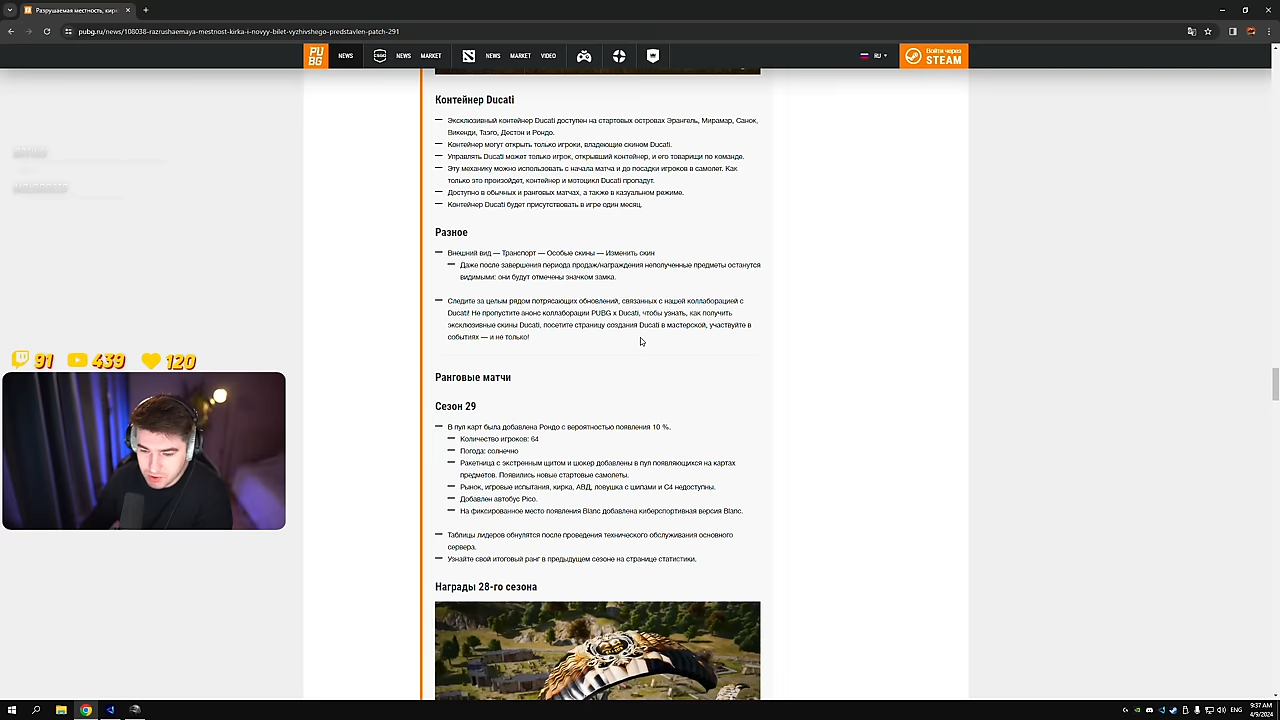 Разрушаемая местность, кирк
pubg.ru/news/108038-razrushaemaya-mestnost-kirka-i-novyy-bilet-vyzhivshego-predstavlen-patch-291
PU
BG
NEWS
NEWS
MARKET
NEWS
MARKET
VIDEO
RU
Войти через
STEAM
Контейнер Ducati
Эксклюзивный контейнер Ducati доступен на стартовых островах Эрангель, Мирамар, Санок,
Викенди, Таэго, Дестон и Рондо.
Контейнер могут открыть только игроки, владеющие скином Ducati.
Управлять Ducati может только игрок, открывший контейнер, и его товарищи по команде.
Эту механику можно использовать с начала матча и до посадки игроков в самолет. Как
только это произойдет, контейнер и мотоцикл Ducati пропадут.
Доступно в обычных и ранговых матчах, а также в казуальном режиме.
Контейнер Ducati будет присутствовать в игре один месяц.
Разное
Внешний вид — Транспорт — Особые скины — Изменить скин
Даже после завершения периода продаж/награждения неполученные предметы останутся
видимыми: они будут отмечены значком замка.
Следите за целым рядом потрясающих обновлений, связанных с нашей коллаборацией с
Ducati! Не пропустите анонс коллаборации PUBG x Ducati, чтобы узнать, как получить
эксклюзивные скины Ducati, посетите страницу создания Ducati в мастерской, участвуйте в
событиях — и не только!
91
439
120
Ранговые матчи
Сезон 29
В пул карт была добавлена Рондо с вероятностью появления 10 %.
Количество игроков: 64
Погода: солнечно
Ракетница с экстренным щитом и шокер добавлены в пул появляющихся на картах
предметов. Появились новые стартовые самолеты.
Рынок, игровые испытания, кирка, АВД, ловушка с шипами и C4 недоступны.
Добавлен автобус Pico.
На фиксированное место появления Blanc добавлена киберспортивная версия Blanc.
Таблицы лидеров обнулятся после проведения технического обслуживания основного
сервера.
Узнайте свой итоговый ранг в предыдущем сезоне на странице статистики.
Награды 28-го сезона
ENG
9:37 AM
4/9/2024